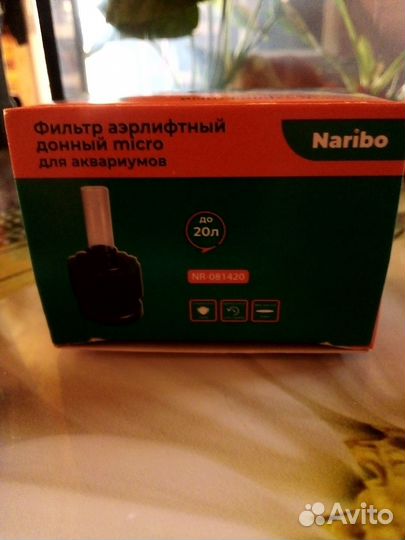 Фильтр аэрлифтный
донный micro
для аквариумов
Naribo
до
20л
NR-081420
Avito